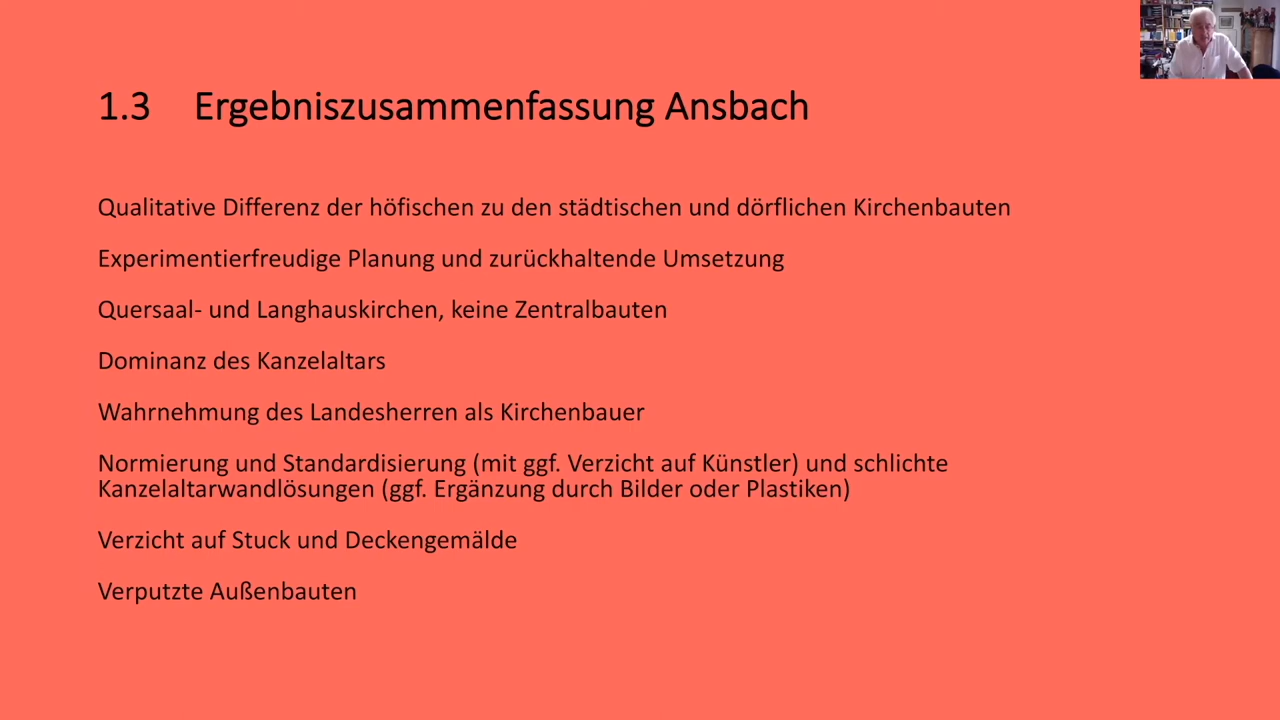 1.3 Ergebniszusammenfassung Ansbach
Qualitative Differenz der höfischen zu den städtischen und dörflichen Kirchenbauten
Experimentierfreudige Planung und zurückhaltende Umsetzung
Quersaal- und Langhauskirchen, keine Zentralbauten
Dominanz des Kanzelaltars
Wahrnehmung des Landesherren als Kirchenbauer
Normierung und Standardisierung (mit ggf. Verzicht auf Künstler) und schlichte
Kanzelaltarwandlösungen (ggf. Ergänzung durch Bilder oder Plastiken)
Verzicht auf Stuck und Deckengemälde
Verputzte Außenbauten